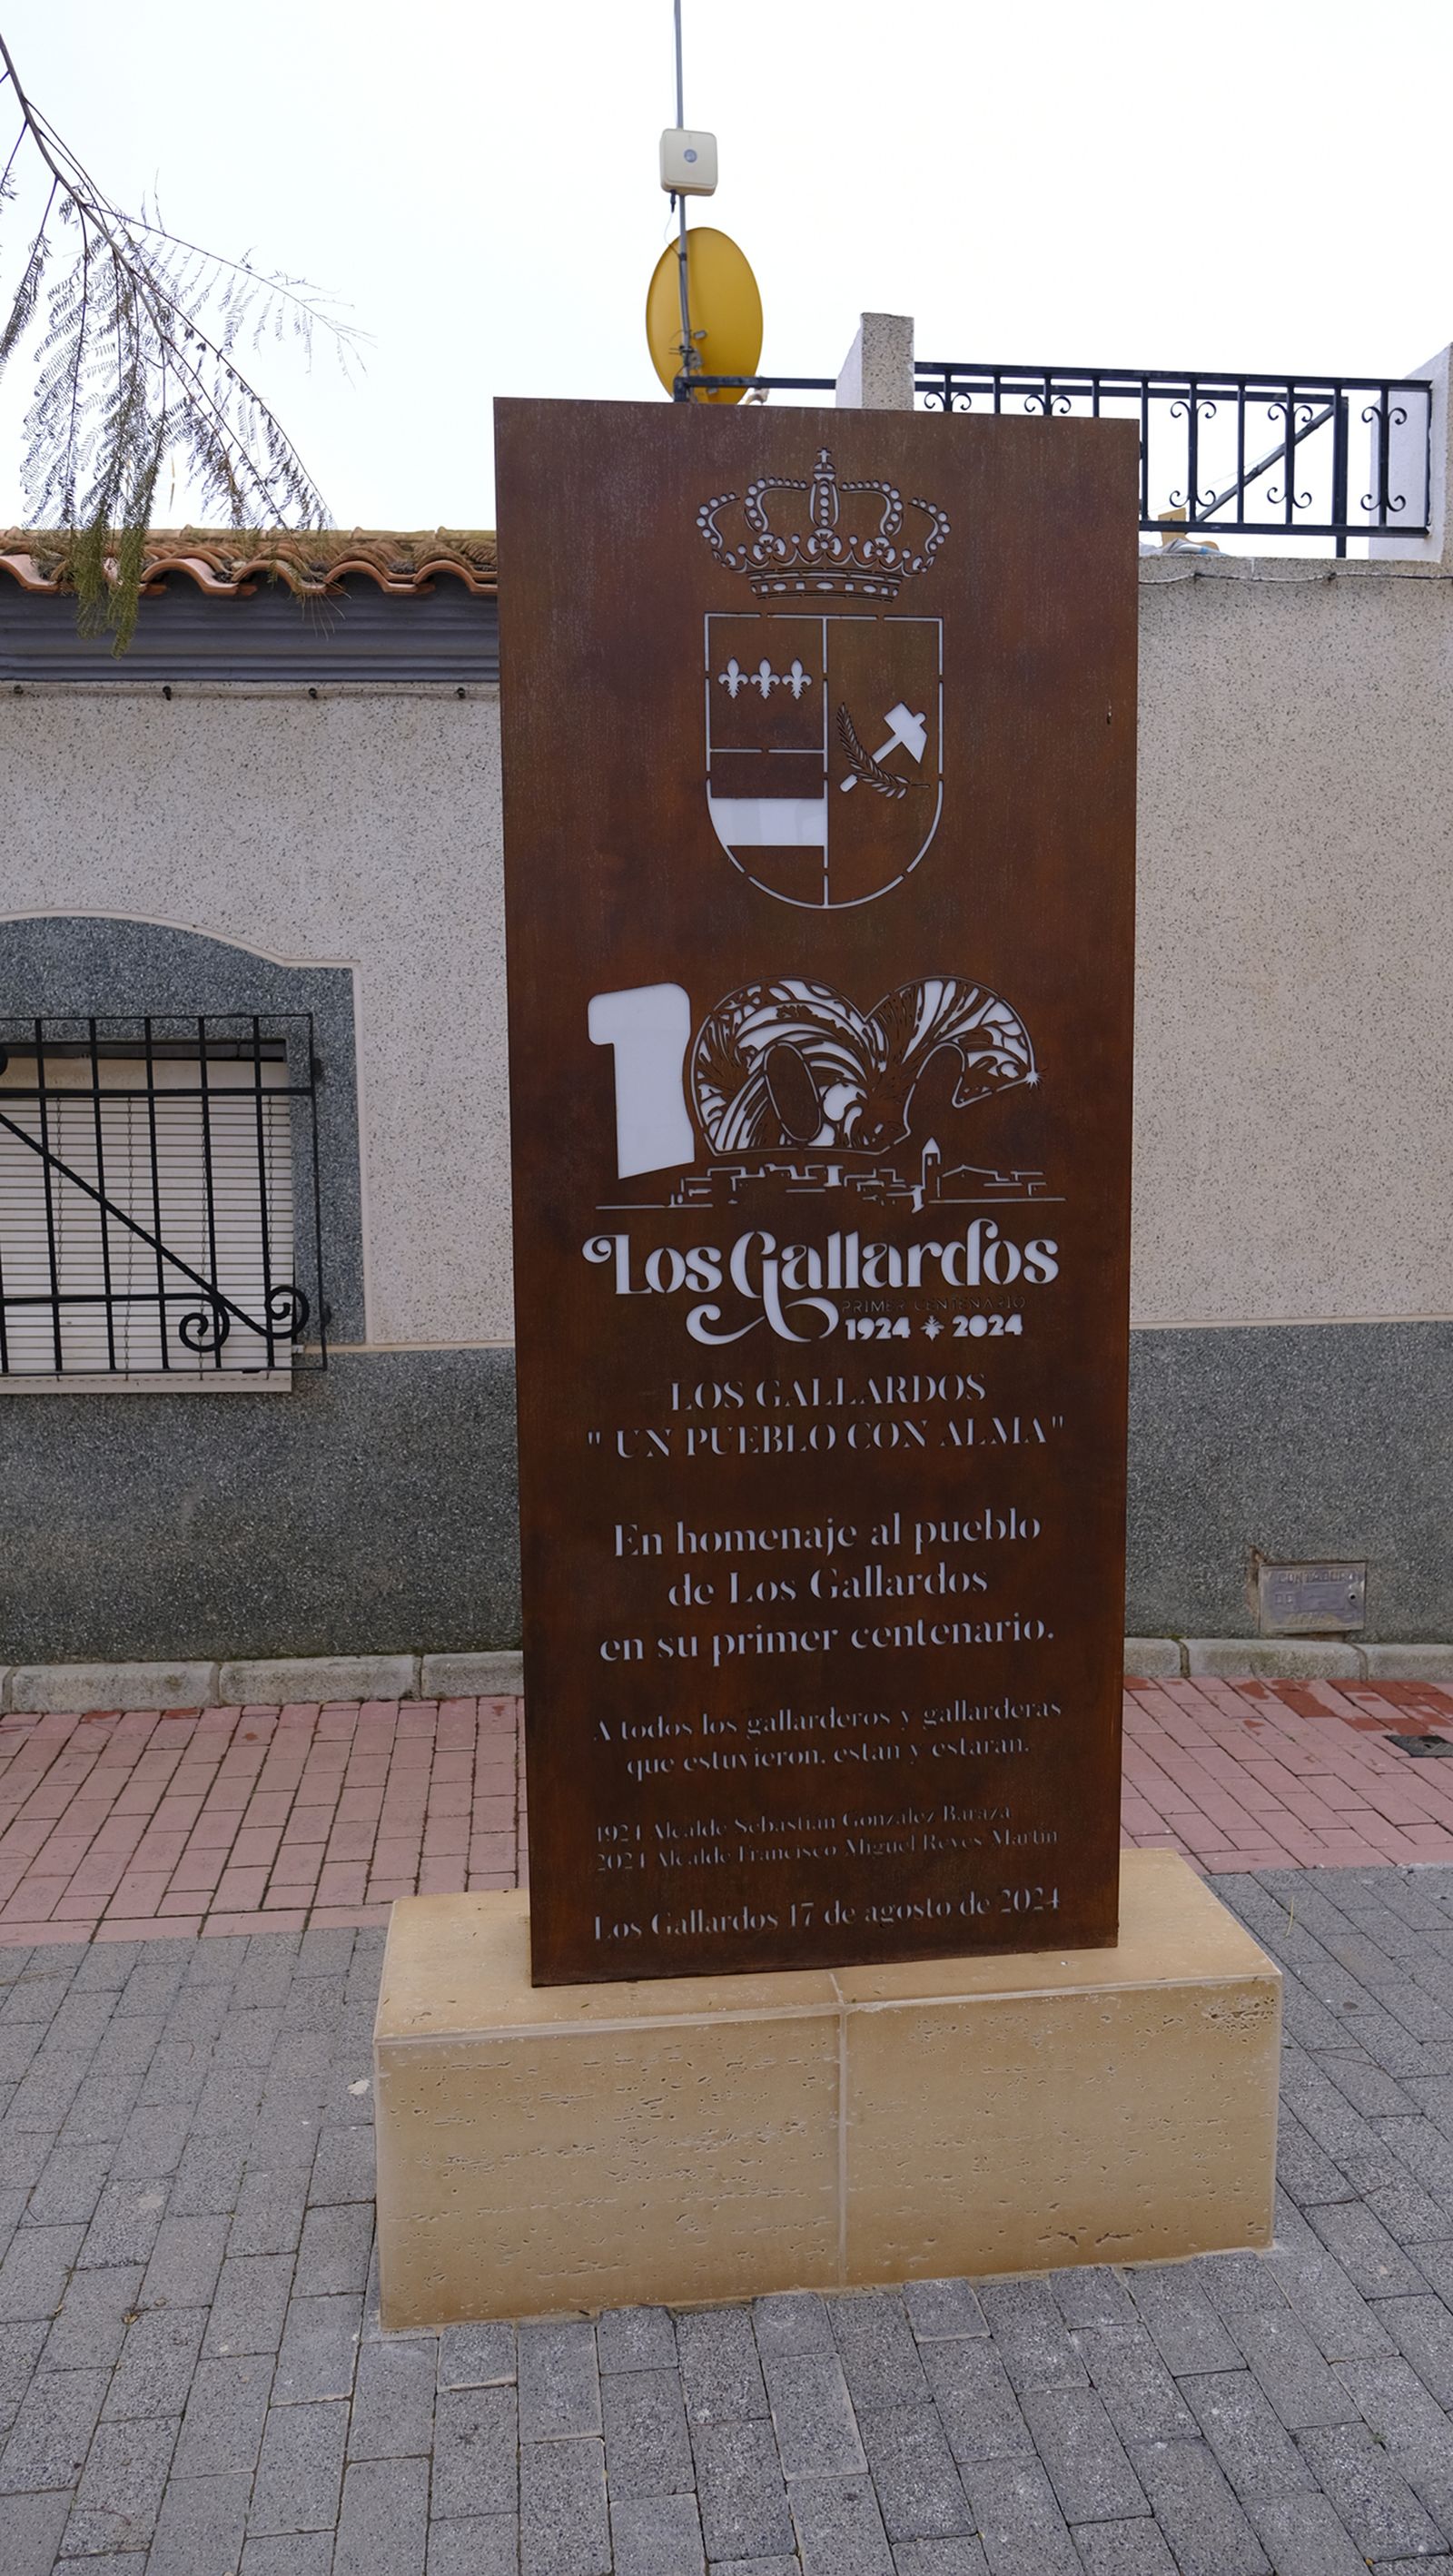 100
Los Gallardos
PRIMER CENTENARIO
1924 2024
LOS GALLARDOS
" UN PUEBLO CON ALMA"
En homenaje al pueblo
de Los Gallardos
en su primer centenario.
A todos los gallarderos y gallarderas
que estuvieron, estan y estaran.
1924 Alcalde Sebastian Gonzalez Baraza
2024 Alcalde Francisco Miguel Reyes Martin
Los Gallardos 17 de agosto de 2024